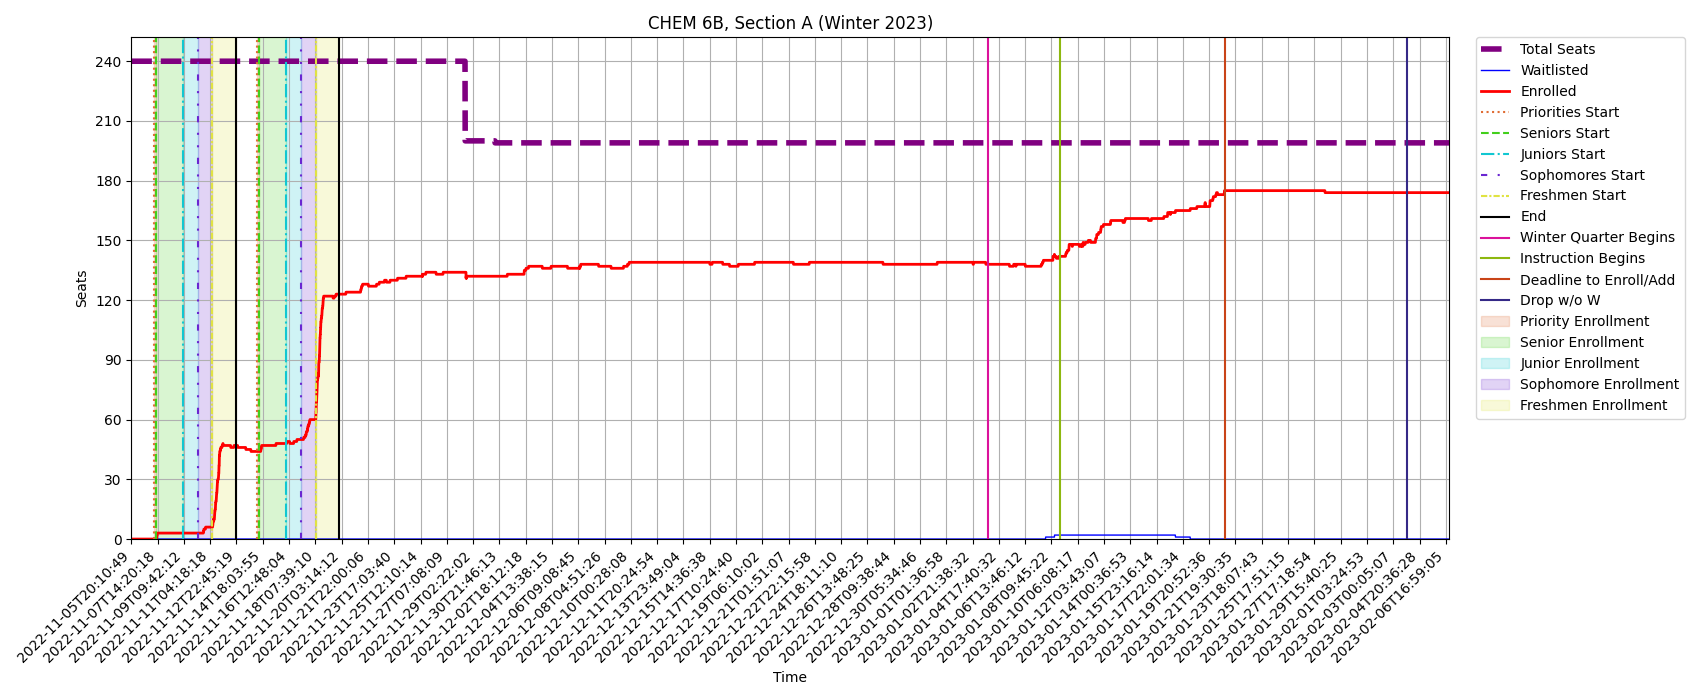 CHEM 6B, Section A (Winter 2023)
Seats
240
210
180
150
120
90
60
30
0
2022-11-05T20:10:49
2022-11-07T14:20:18
2022-11-09T09:42:12
2022-11-11T04:18:18
2022-11-12T22:45:19
2022-11-14T18:03:55
2022-11-16T12:48:04
2022-11-18T07:39:10
2022-11-20T03:14:12
2022-11-21T22:00:06
2022-11-23T17:03:40
2022-11-25T12:10:14
2022-11-27T07:08:09
2022-11-29T02:22:02
2022-11-30T21:46:13
2022-12-02T18:12:18
2022-12-04T13:38:15
2022-12-06T09:08:45
2022-12-08T04:51:26
2022-12-10T00:28:08
2022-12-11T20:24:54
2022-12-13T23:49:04
2022-12-15T14:36:38
2022-12-17T10:24:40
2022-12-19T06:10:02
2022-12-21T01:51:07
2022-12-22T22:15:58
2022-12-24T18:11:10
2022-12-26T13:48:25
2022-12-28T09:38:44
2022-12-30T05:34:46
2023-01-01T01:36:58
2023-01-02T21:38:32
2023-01-04T17:40:32
2023-01-06T13:46:12
2023-01-08T09:45:22
2023-01-10T06:08:17
2023-01-12T03:43:07
2023-01-14T00:36:53
2023-01-15T23:16:14
2023-01-17T22:01:34
2023-01-19T20:52:36
2023-01-21T19:30:35
2023-01-23T18:07:43
2023-01-25T17:51:15
2023-01-27T17:18:54
2023-01-29T15:40:25
2023-02-01T03:24:53
2023-02-03T00:05:07
2023-02-04T20:36:28
2023-02-06T16:59:05
Time
Total Seats
Waitlisted
Enrolled
Priorities Start
Seniors Start
Juniors Start
Sophomores Start
Freshmen Start
End
Winter Quarter Begins
Instruction Begins
Deadline to Enroll/Add
Drop w/o W
Priority Enrollment
Senior Enrollment
Junior Enrollment
Sophomore Enrollment
Freshmen Enrollment